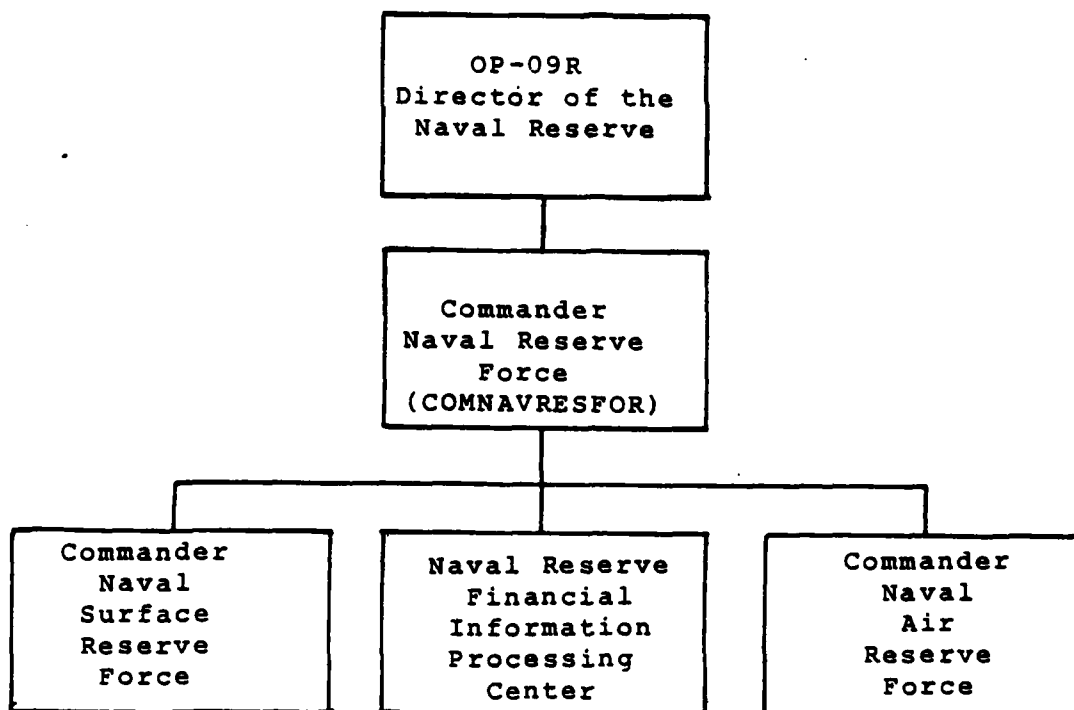 OP-09R
Director of the
Naval Reserve
Commander
Naval Reserve
Force
(COMNAVRESFOR)
Commander
Naval
Surface
Reserve
Force
Naval Reserve
Financial
Information
Processing
Center
Commander
Naval
Air
Reserve
Force